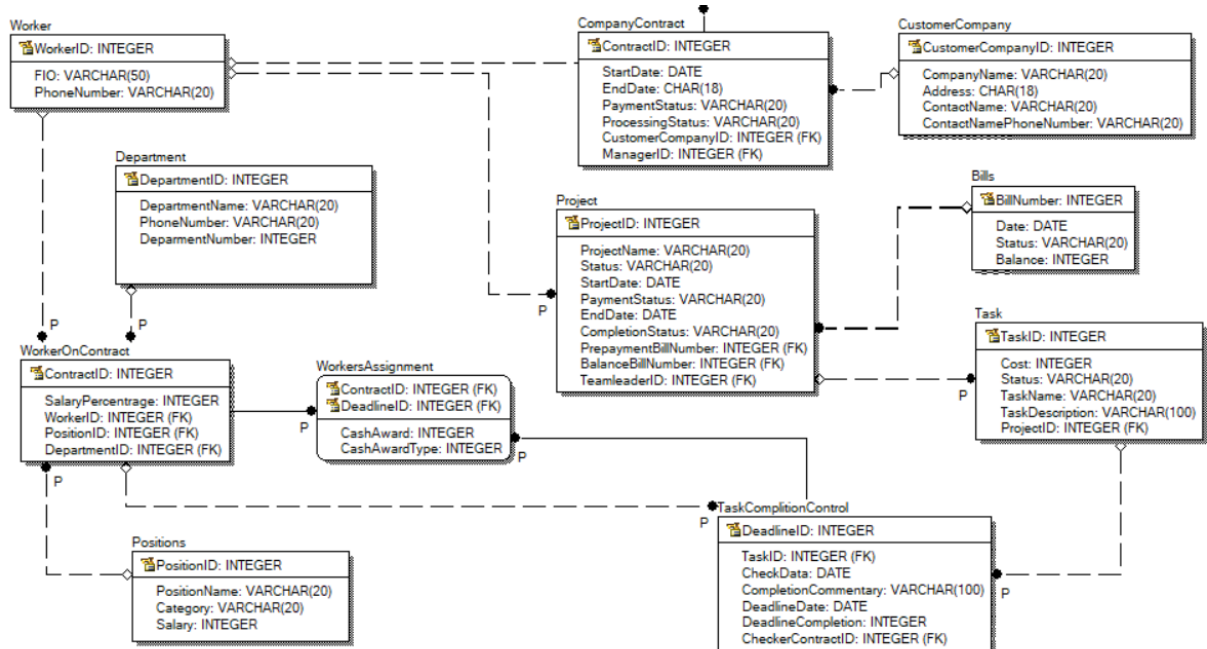 Worker
WorkerID: INTEGER
FIO: VARCHAR(50)
PhoneNumber: VARCHAR(20)
CompanyContract
ContractID: INTEGER
StartDate: DATE
EndDate: CHAR(18)
PaymentStatus: VARCHAR(20)
ProcessingStatus: VARCHAR(20)
CustomerCompanyID: INTEGER (FK)
ManagerID: INTEGER (FK)
CustomerCompany
CustomerCompanyID: INTEGER
CompanyName: VARCHAR(20)
Address: CHAR(18)
ContactName: VARCHAR(20)
ContactNamePhoneNumber: VARCHAR(20)
Department
DepartmentID: INTEGER
DepartmentName: VARCHAR(20)
PhoneNumber: VARCHAR(20)
DeparmentNumber: INTEGER
Project
ProjectID: INTEGER
ProjectName: VARCHAR(20)
Status: VARCHAR(20)
StartDate: DATE
PaymentStatus: VARCHAR(20)
EndDate: DATE
CompletionStatus: VARCHAR(20)
PrepaymentBillNumber: INTEGER (FK)
BalanceBillNumber: INTEGER (FK)
TeamleaderID: INTEGER (FK)
P
Bills
BillNumber: INTEGER
Date: DATE
Status: VARCHAR(20)
Balance: INTEGER
Task
TaskID: INTEGER
Cost: INTEGER
Status: VARCHAR(20)
TaskName: VARCHAR(20)
TaskDescription: VARCHAR(100)
ProjectID: INTEGER (FK)
P
P
P
WorkerOnContract
ContractID: INTEGER
SalaryPercentrage: INTEGER
WorkerID: INTEGER (FK)
PositionID: INTEGER (FK)
DepartmentID: INTEGER (FK)
P
WorkersAssignment
ContractID: INTEGER (FK)
DeadlineID: INTEGER (FK)
CashAward: INTEGER
CashAwardType: INTEGER
P
P
Positions
PositionID: INTEGER
PositionName: VARCHAR(20)
Category: VARCHAR(20)
Salary: INTEGER
P
TaskComplitionControl
DeadlineID: INTEGER
TaskID: INTEGER (FK)
CheckData: DATE
CompletionCommentary: VARCHAR(100)
DeadlineDate: DATE
DeadlineCompletion: INTEGER
CheckerContractID: INTEGER (FK)
P